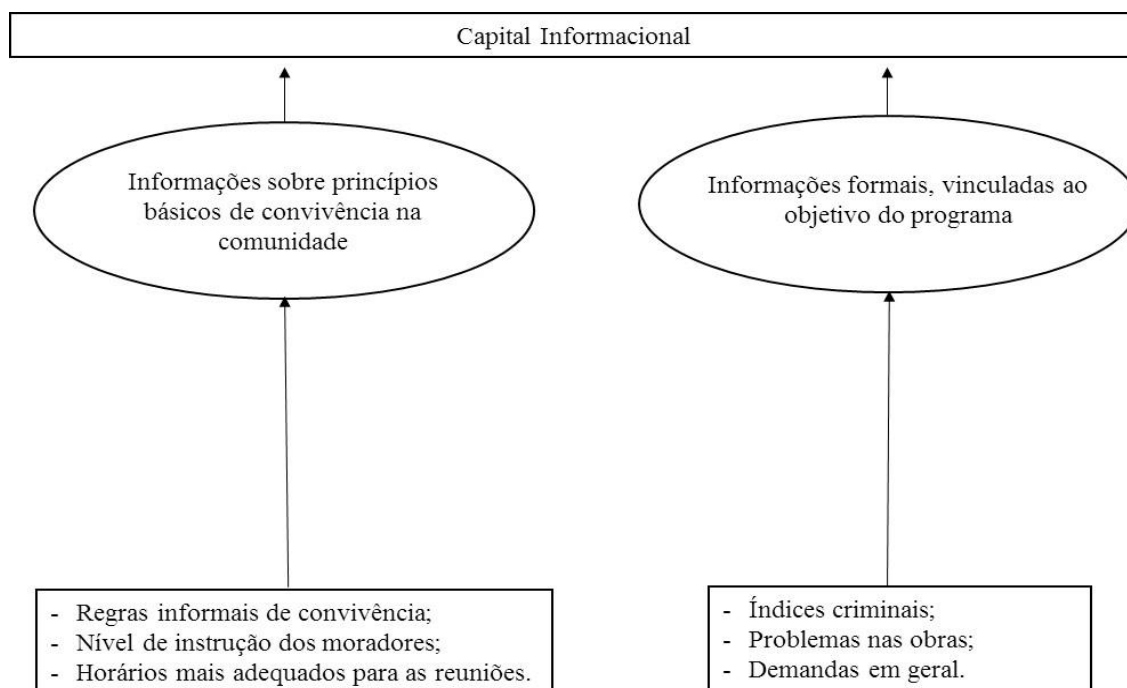 Capital Informacional
Informações sobre princípios
básicos de convivência na
comunidade
Informações formais, vinculadas ao
objetivo do programa
- Regras informais de convivência;
- Nível de instrução dos moradores;
- Horários mais adequados para as reuniões.
- Índices criminais;
- Problemas nas obras;
- Demandas em geral.